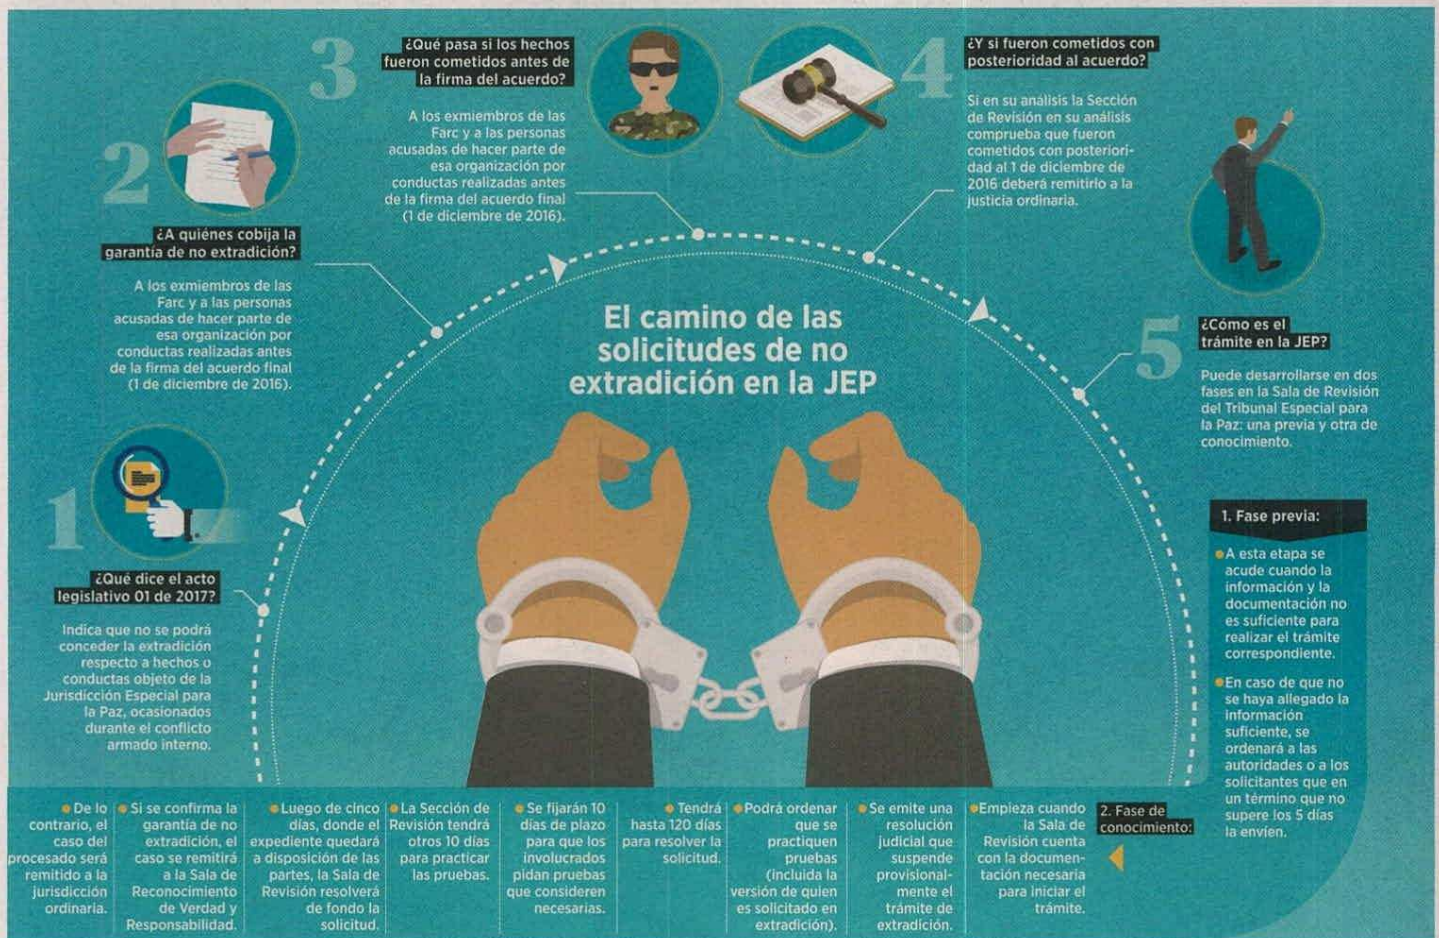 El camino de las
solicitudes de no
extradición en la JEP
1
¿Qué dice el acto
legislativo 01 de 2017?
Indica que no se podrá
conceder la extradición
respecto a hechos o
conductas objeto de la
Jurisdicción Especial para
la Paz, ocasionados
durante el conflicto
armado interno.
2
¿A quiénes cobija la
garantía de no extradición?
A los exmiembros de las
Farc y a las personas
acusadas de hacer parte de
esa organización por
conductas realizadas antes
de la firma del acuerdo final
(1 de diciembre de 2016).
3
¿Qué pasa si los hechos
fueron cometidos antes de
la firma del acuerdo?
A los exmiembros de las
Farc y a las personas
acusadas de hacer parte de
esa organización por
conductas realizadas antes
de la firma del acuerdo final
(1 de diciembre de 2016).
4
¿Y si fueron cometidos con
posterioridad al acuerdo?
Si en su análisis la Sección
de Revisión en su análisis
comprueba que fueron
cometidos con posteriori-
dad al 1 de diciembre de
2016 deberá remitirlo a la
justicia ordinaria.
5
¿Cómo es el
trámite en la JEP?
Puede desarrollarse en dos
fases en la Sala de Revisión
del Tribunal Especial para
la Paz: una previa y otra de
conocimiento.
1. Fase previa:
A esta etapa se
acude cuando la
información y la
documentación no
es suficiente para
realizar el trámite
correspondiente.
En caso de que no
se haya allegado la
información
suficiente, se
ordenará a las
autoridades o a los
solicitantes que en
un término que no
supere los 5 días
la envíen.
2. Fase de
conocimiento:
Empieza cuando
la Sala de
Revisión cuenta
con la documen-
tación necesaria
para iniciar el
trámite.
Se emite una
resolución
judicial que
suspende
provisional-
mente el
trámite de
extradición.
Podrá ordenar
que se
practiquen
pruebas
(incluida la
versión de quien
es solicitado en
extradición).
Tendrá
hasta 120 días
para resolver la
solicitud.
Se fijarán 10
días de plazo
para que los
involucrados
pidan pruebas
que consideren
necesarias.
La Sección de
Revisión tendrá
otros 10 días
para practicar
las pruebas.
Luego de cinco
días, donde el
expediente quedará
a disposición de las
partes, la Sala de
Revisión resolverá
de fondo la
solicitud.
Si se confirma la
garantía de no
extradición, el
caso se remitirá
a la Sala de
Reconocimiento
de Verdad y
Responsabilidad.
De lo
contrario, el
caso del
procesado será
remitido a la
jurisdicción
ordinaria.